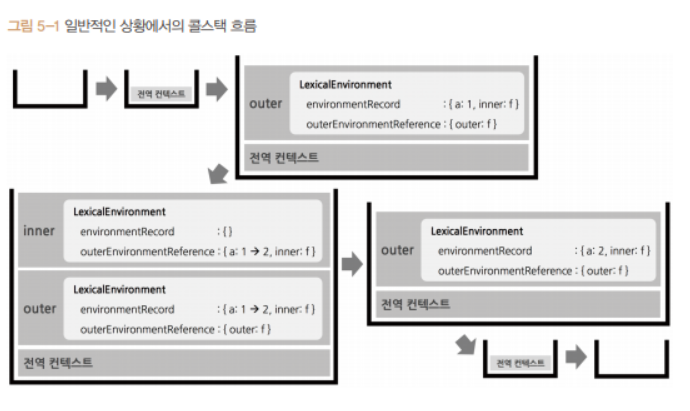 그림 5-1 일반적인 상황에서의 콜스택 흐름
전역 컨텍스트
outer
LexicalEnvironment
environmentRecord : { a: 1, inner: f }
outerEnvironmentReference : { outer: f }
전역 컨텍스트
inner
LexicalEnvironment
environmentRecord : { }
outerEnvironmentReference : { a: 1 → 2, inner: f }
outer
LexicalEnvironment
environmentRecord : { a: 1 → 2, inner: f }
outerEnvironmentReference : { outer: f }
전역 컨텍스트
outer
LexicalEnvironment
environmentRecord : { a: 2, inner: f }
outerEnvironmentReference : { outer: f }
전역 컨텍스트
전역 컨텍스트